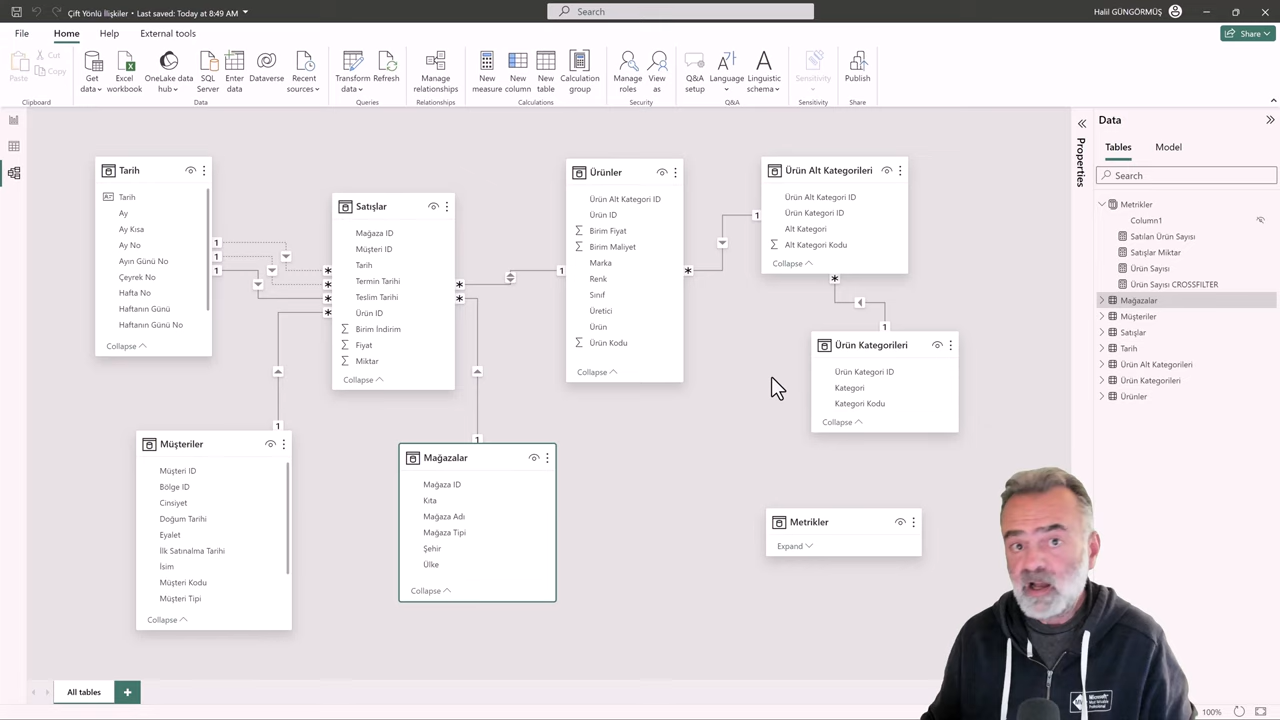 Çift Yönlü İlişkiler • Last saved: Today at 8:49 AM
Search
Halil GÜNGÖRMÜŞ
File
Home
Help
External tools
Share
Paste
Cut
Copy
Clipboard
Get data
Excel workbook
OneLake data hub
SQL Server
Enter data
Dataverse
Recent sources
Data
Transform data
Refresh
Queries
Manage relationships
Relationships
New measure
New column
New table
Calculation group
Calculations
Manage roles
View as
Security
Q&A setup
Language
Linguistic schema
Q&A
Sensitivity
Sensitivity
Publish
Share
Tarih
Tarih
Ay
Ay Kısa
Ay No
Ayın Günü No
Çeyrek No
Hafta No
Haftanın Günü
Haftanın Günü No
Collapse
1
1
1
*
*
*
*
Satışlar
Mağaza ID
Müşteri ID
Tarih
Termin Tarihi
Teslim Tarihi
Ürün ID
Birim İndirim
Fiyat
Miktar
Collapse
*
*
1
Ürünler
Ürün Alt Kategori ID
Ürün ID
Birim Fiyat
Birim Maliyet
Marka
Renk
Sınıf
Üretici
Ürün
Ürün Kodu
Collapse
*
1
Ürün Alt Kategorileri
Ürün Alt Kategori ID
Ürün Kategori ID
Alt Kategori
Alt Kategori Kodu
Collapse
*
1
Ürün Kategorileri
Ürün Kategori ID
Kategori
Kategori Kodu
Collapse
1
Müşteriler
Müşteri ID
Bölge ID
Cinsiyet
Doğum Tarihi
Eyalet
İlk Satınalma Tarihi
İsim
Müşteri Kodu
Müşteri Tipi
Collapse
1
Mağazalar
Mağaza ID
Kıta
Mağaza Adı
Mağaza Tipi
Şehir
Ülke
Collapse
Metrikler
Expand
Properties
Data
Tables
Model
Search
Metrikler
Column1
Satılan Ürün Sayısı
Satışlar Miktar
Ürün Sayısı
Ürün Sayısı CROSSFILTER
Mağazalar
Müşteriler
Satışlar
Tarih
Ürün Alt Kategorileri
Ürün Kategorileri
Ürünler
Microsoft
All tables
100%